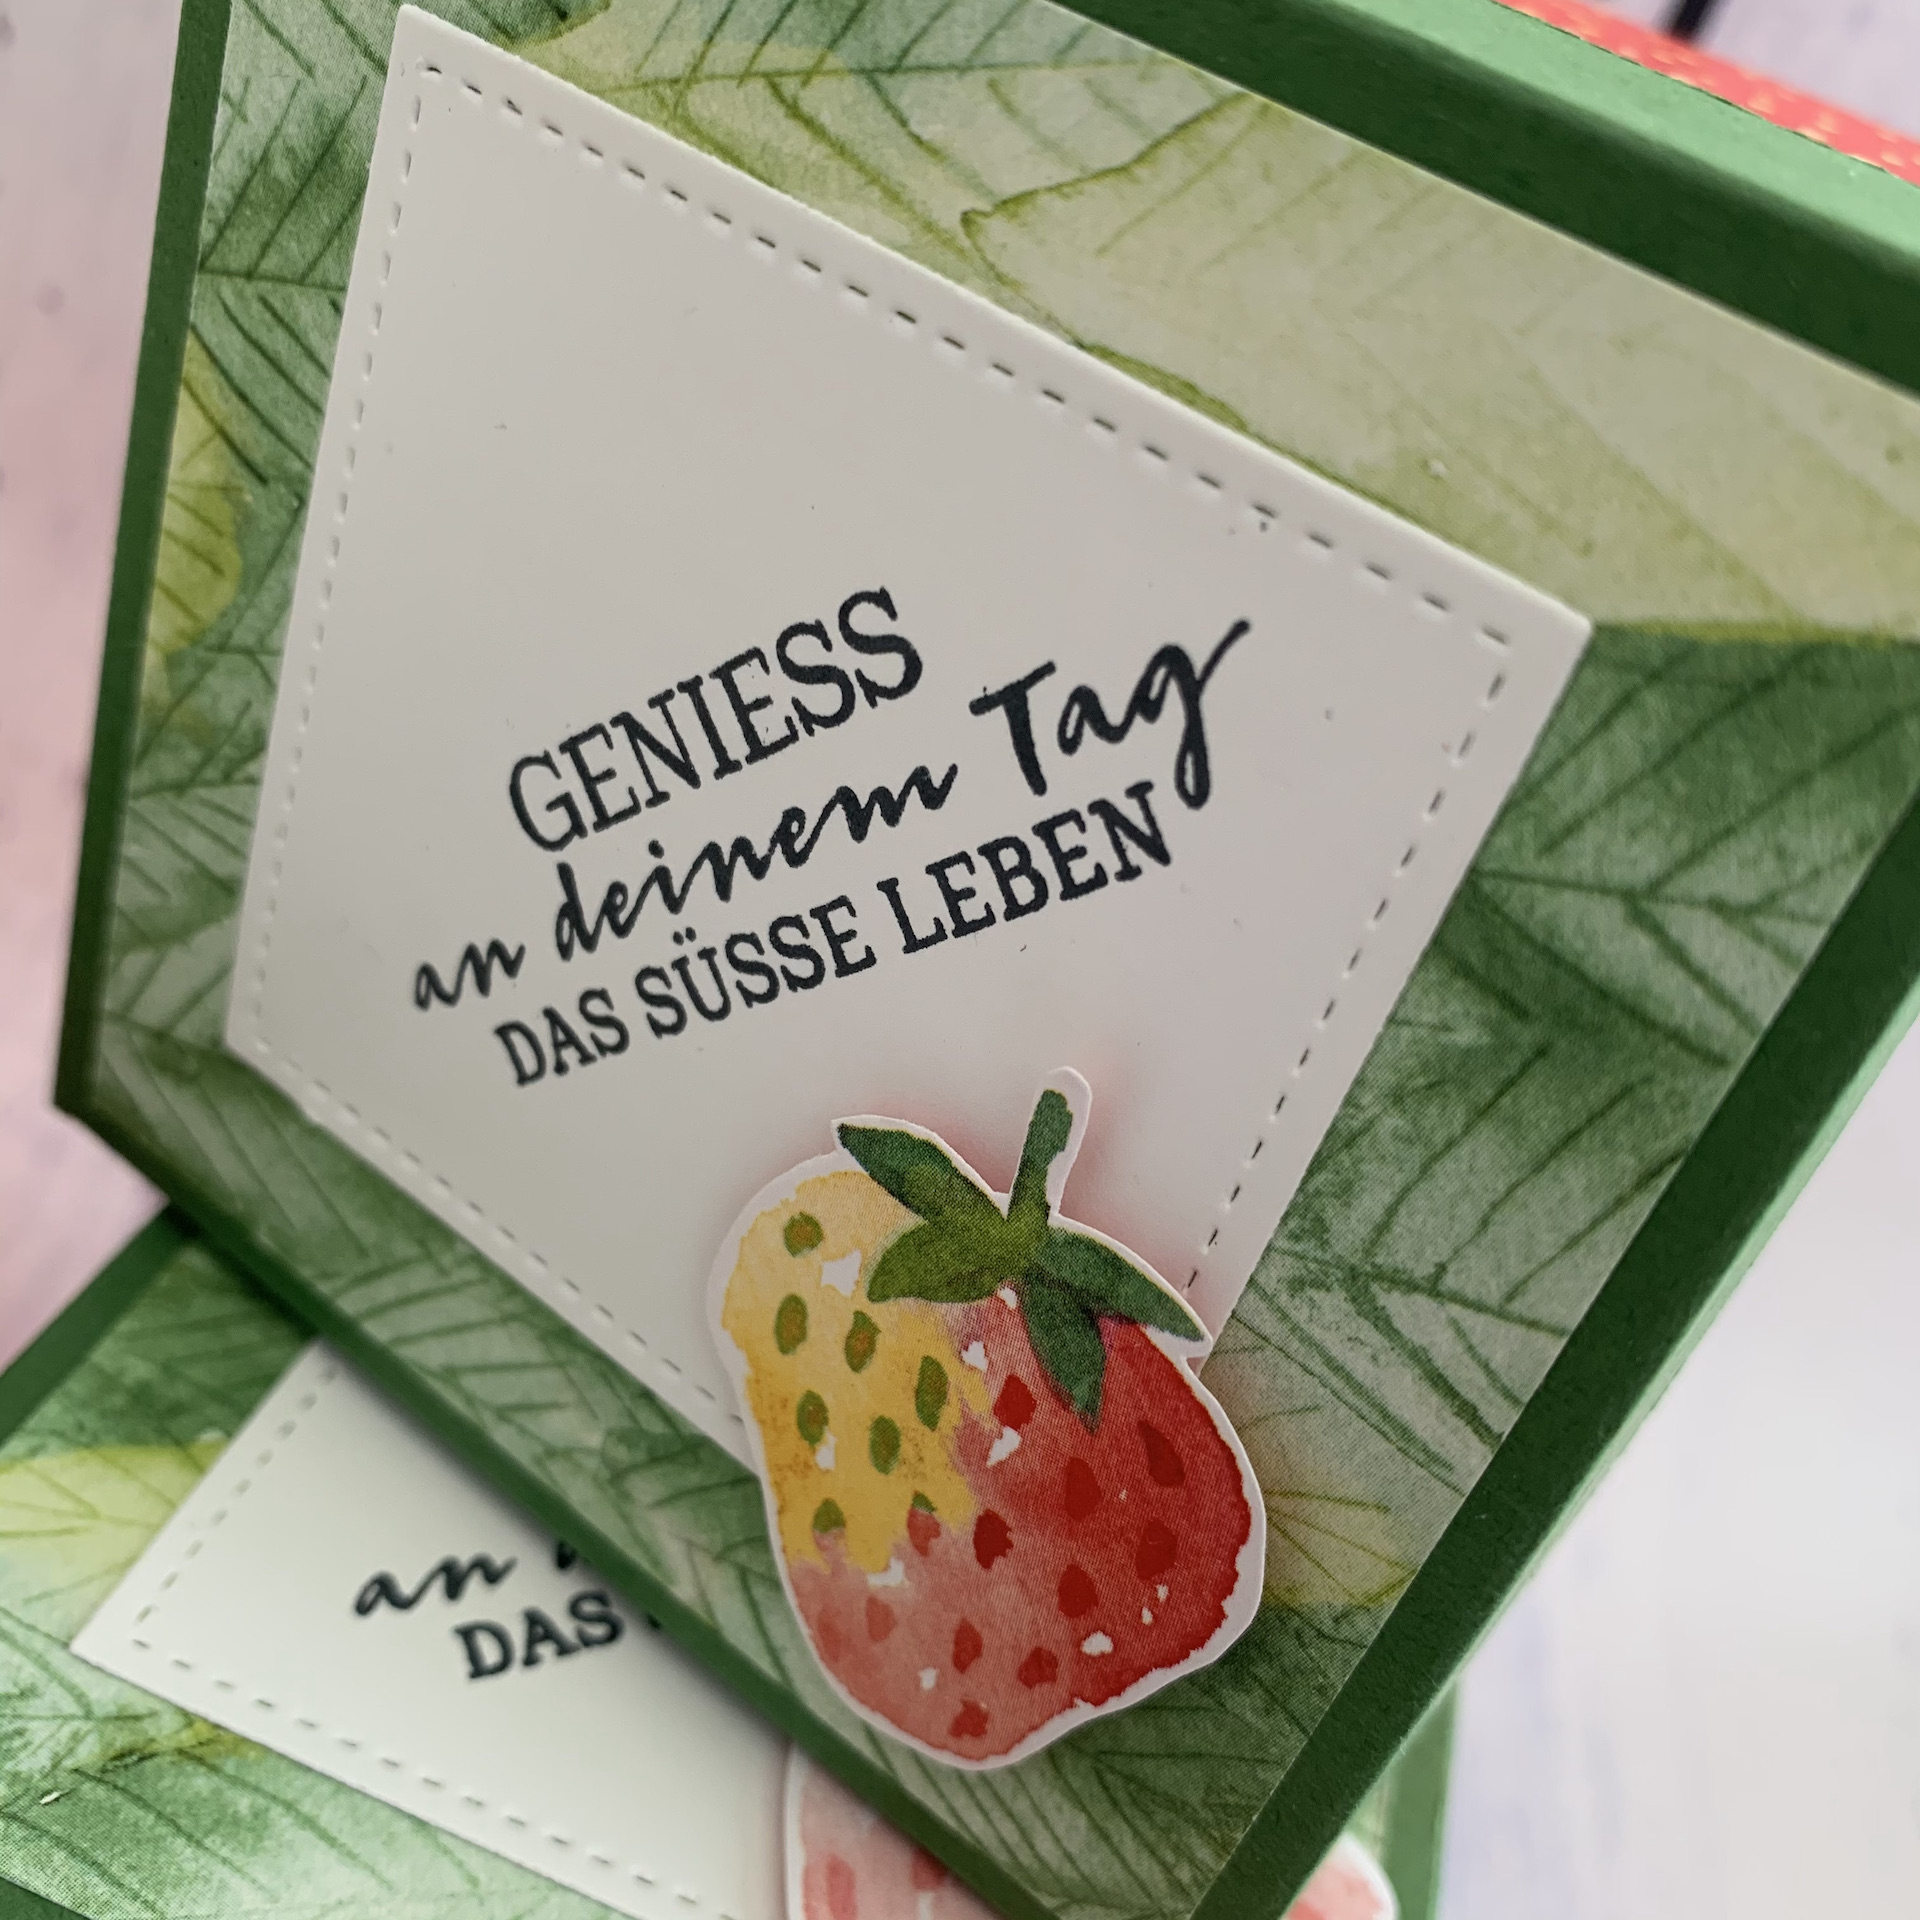 GENIESS
an deinem Tag
DAS SÜSSE LEBEN
an
DAS